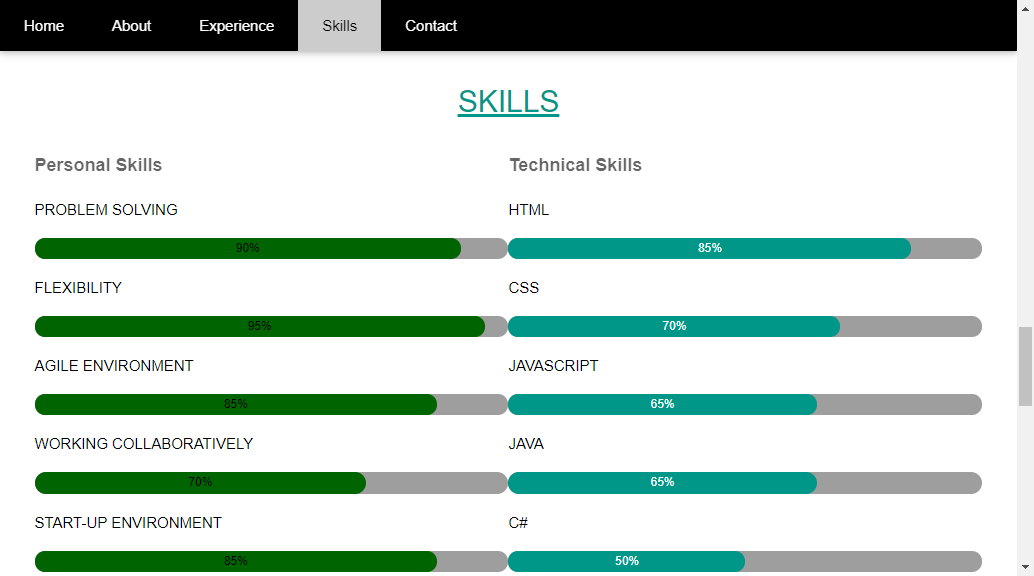 Home About Experience Skills Contact
SKILLS
Personal Skills
PROBLEM SOLVING
90%
FLEXIBILITY
95%
AGILE ENVIRONMENT
85%
WORKING COLLABORATIVELY
70%
START-UP ENVIRONMENT
85%
Technical Skills
HTML
85%
CSS
70%
JAVASCRIPT
65%
JAVA
65%
C#
50%